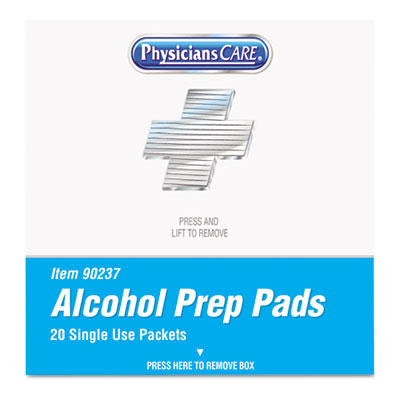 PhysiciansCARE®
PRESS AND
LIFT TO REMOVE
Item 90237
Alcohol Prep Pads
20 Single Use Packets
PRESS HERE TO REMOVE BOX